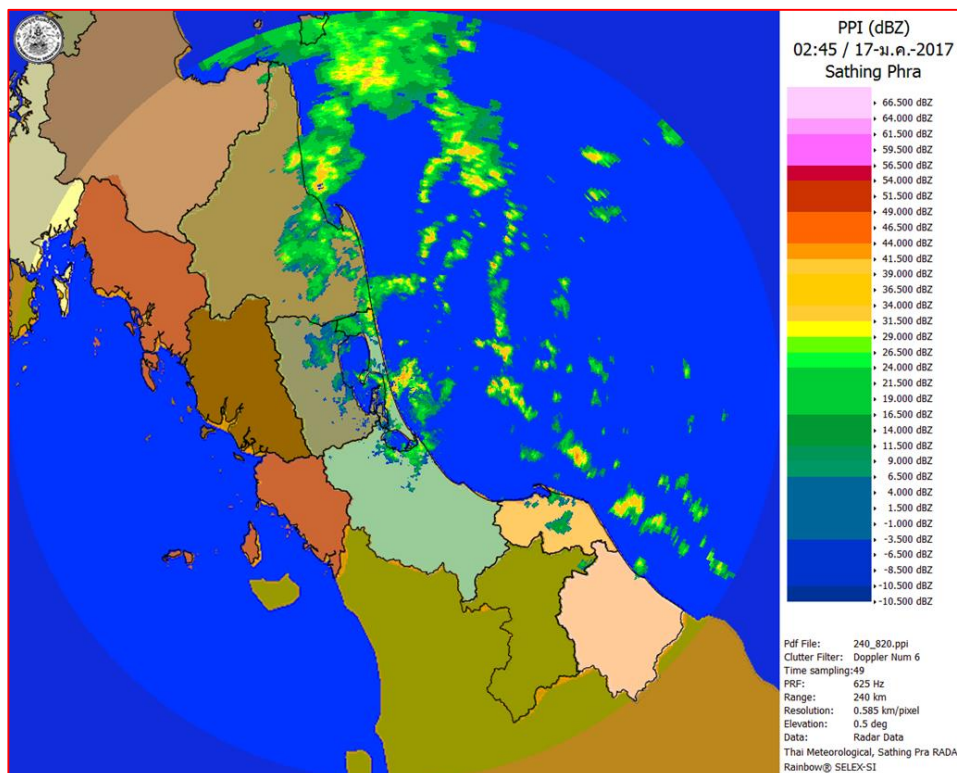 PPI (dBZ)
02:45 / 17-ม.ค.-2017
Sathing Phra
66.500 dBZ
64.000 dBZ
61.500 dBZ
59.500 dBZ
56.500 dBZ
54.000 dBZ
51.500 dBZ
49.000 dBZ
46.500 dBZ
44.000 dBZ
41.500 dBZ
39.000 dBZ
36.500 dBZ
34.000 dBZ
31.500 dBZ
29.000 dBZ
26.500 dBZ
24.000 dBZ
21.500 dBZ
19.000 dBZ
16.500 dBZ
14.000 dBZ
11.500 dBZ
9.000 dBZ
6.500 dBZ
4.000 dBZ
1.500 dBZ
-1.000 dBZ
-3.500 dBZ
-6.500 dBZ
-8.500 dBZ
-10.500 dBZ
-10.500 dBZ
Pdf File: 240_820.ppi
Clutter Filter: Doppler Num 6
Time sampling:49
PRF: 625 Hz
Range: 240 km
Resolution: 0.585 km/pixel
Elevation: 0.5 deg
Data: Radar Data
Thai Meteorological, Sathing Pra RADA
Rainbow® SELEX-SI